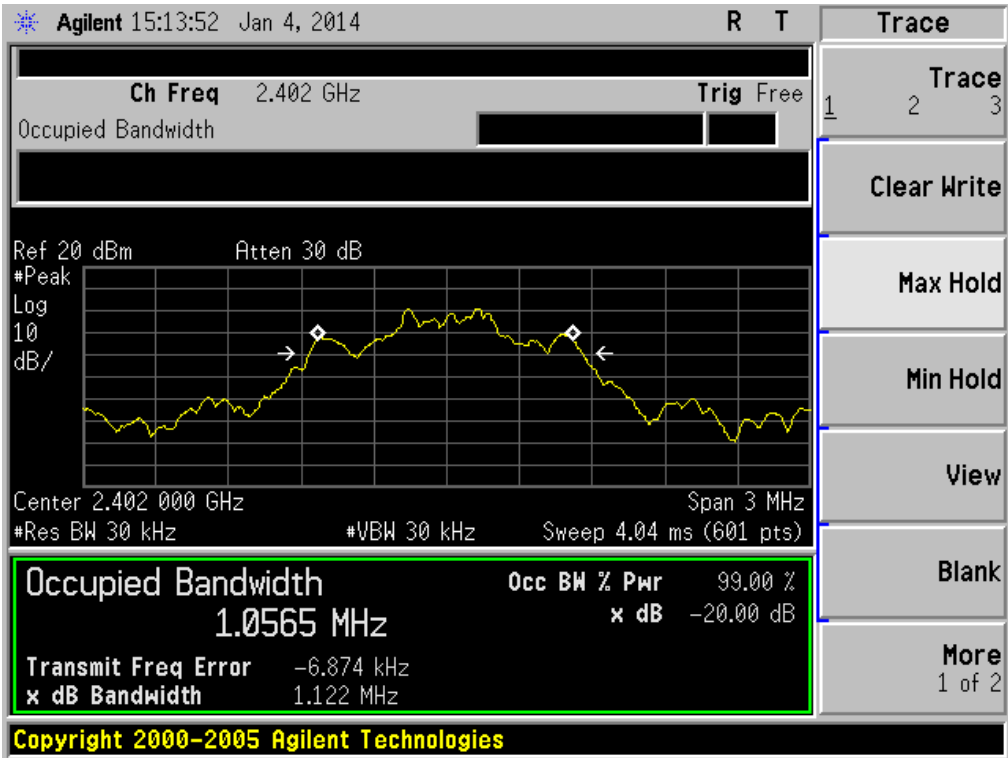 Agilent 15:13:52 Jan 4, 2014 R T
Trace
Ch Freq 2.402 GHz Trig Free
Occupied Bandwidth
Ref 20 dBm Atten 30 dB
#Peak
Log
10
dB/
Center 2.402 000 GHz Span 3 MHz
#Res BW 30 kHz #VBW 30 kHz Sweep 4.04 ms (601 pts)
Occupied Bandwidth Occ BW % Pwr 99.00 %
1.0565 MHz x dB -20.00 dB
Transmit Freq Error -6.874 kHz
x dB Bandwidth 1.122 MHz
Trace
1 2 3
Clear Write
Max Hold
Min Hold
View
Blank
More
1 of 2
Copyright 2000-2005 Agilent Technologies